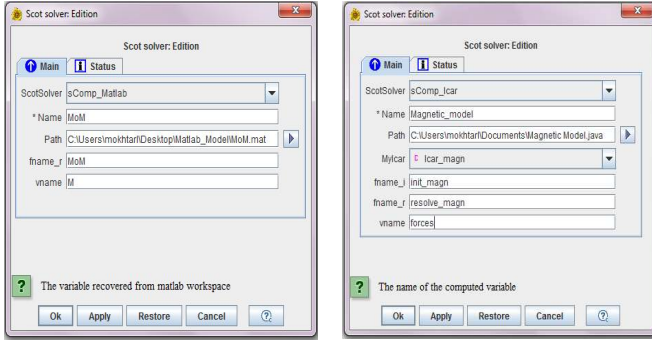 Scot solver: Edition
Scot solver: Edition
Main Status
ScotSolver sComp_Matlab
* Name MoM
Path C:\Users\mokhtarl\Desktop\Matlab_Model\MoM.mat
fname_r MoM
vname M
The variable recovered from matlab workspace
Ok Apply Restore Cancel
Scot solver: Edition
Scot solver: Edition
Main Status
ScotSolver sComp_Icar
* Name Magnetic_model
Path C:\Users\mokhtarl\Documents\Magnetic Model.java
MyIcar Icar_magn
fname_i init_magn
fname_r resolve_magn
vname forces
The name of the computed variable
Ok Apply Restore Cancel